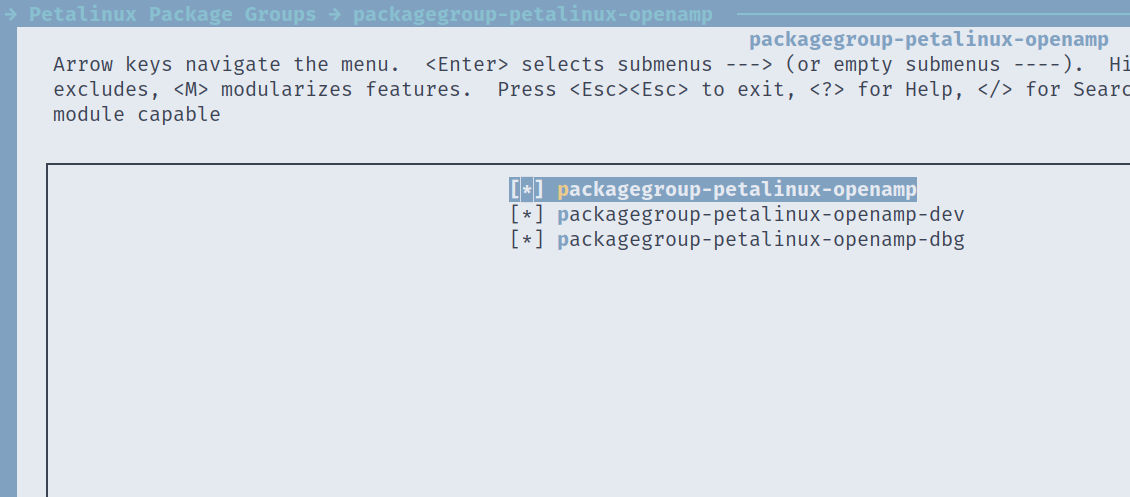 → Petalinux Package Groups → packagegroup-petalinux-openamp
packagegroup-petalinux-openamp
Arrow keys navigate the menu.  <Enter> selects submenus ---> (or empty submenus ----).  Hi
excludes, <M> modularizes features.  Press <Esc><Esc> to exit, <?> for Help, </> for Searc
module capable
[*] packagegroup-petalinux-openamp
[*] packagegroup-petalinux-openamp-dev
[*] packagegroup-petalinux-openamp-dbg